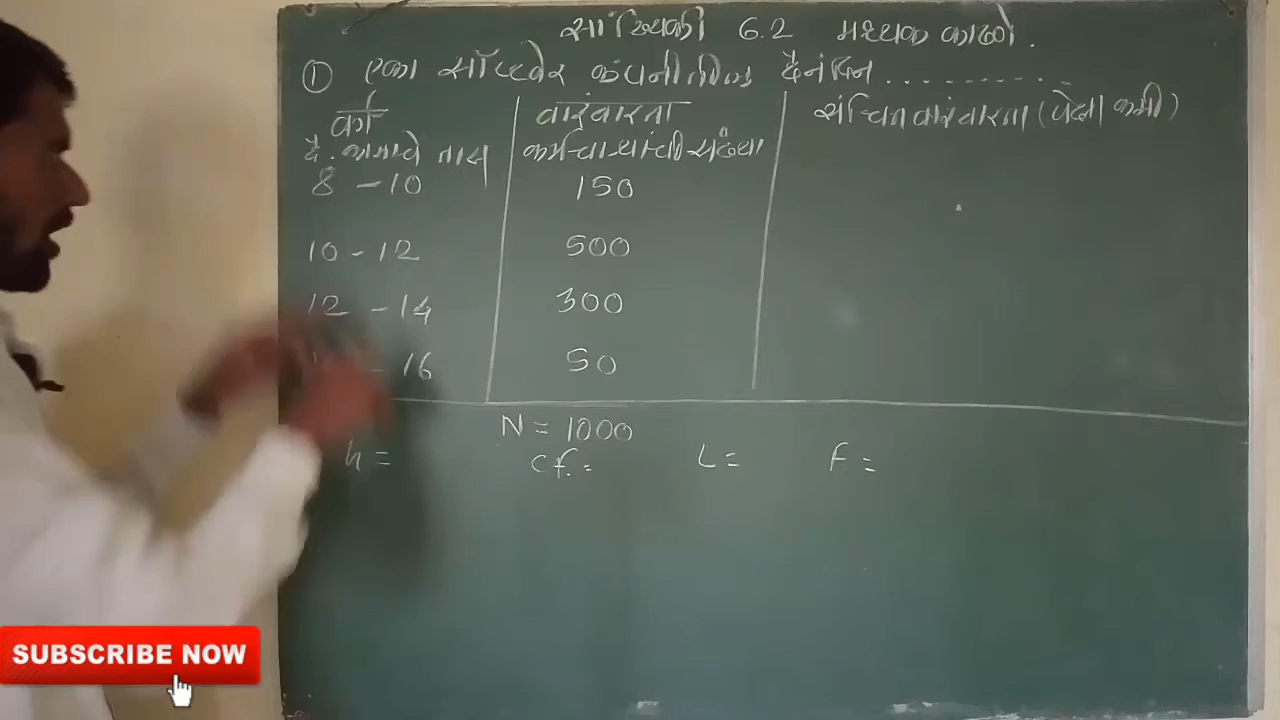 सांख्यिकी 6.2 मध्यक काढो.
① एका सॉफ्टवेर कंपनीतील दैनंदिन ..........
वर्ग वारंवारता संचित वारंवारता (पेक्षा कमी)
दै. कामाचे तास कर्मचाऱ्यांची संख्या
8 - 10 150
10 - 12 500
12 - 14 300
- 16 50
N = 1000
h = cf. = L = F =
SUBSCRIBE NOW